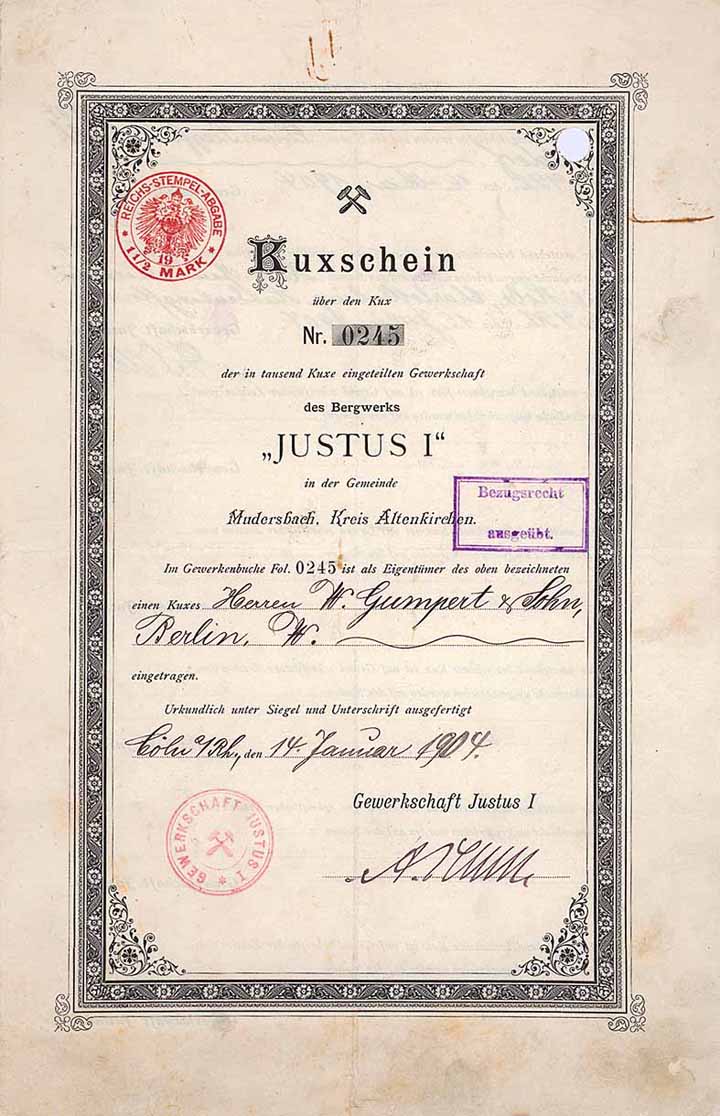 REICHS-STEMPEL-ABGABE
19
* 1 1/2 MARK *
Kuxschein
über den Kux
Nr. 0245
der in tausend Kuxe eingeteilten Gewerkschaft
des Bergwerks
„JUSTUS I“
in der Gemeinde
Mudersbach, Kreis Altenkirchen.
Bezugsrecht
ausgeübt.
Im Gewerkenbuche Fol. 0245 ist als Eigentümer des oben bezeichneten
einen Kuxes Herren W. Gumpert & Sohn,
Berlin, W.
eingetragen.
Urkundlich unter Siegel und Unterschrift ausgefertigt
Cöln a/Rh., den 14. Januar 1904.
Gewerkschaft Justus I
GEWERKSCHAFT JUSTUS I. *